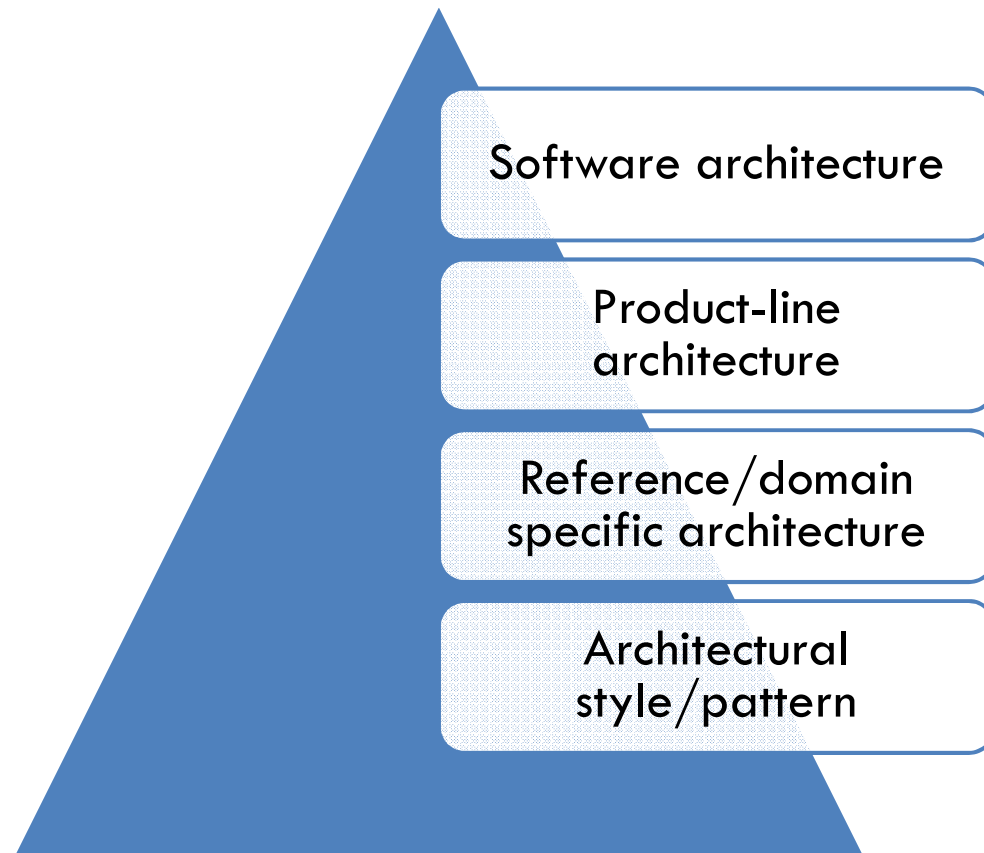 Software architecture
Product-line
architecture
Reference/domain
specific architecture
Architectural
style/pattern